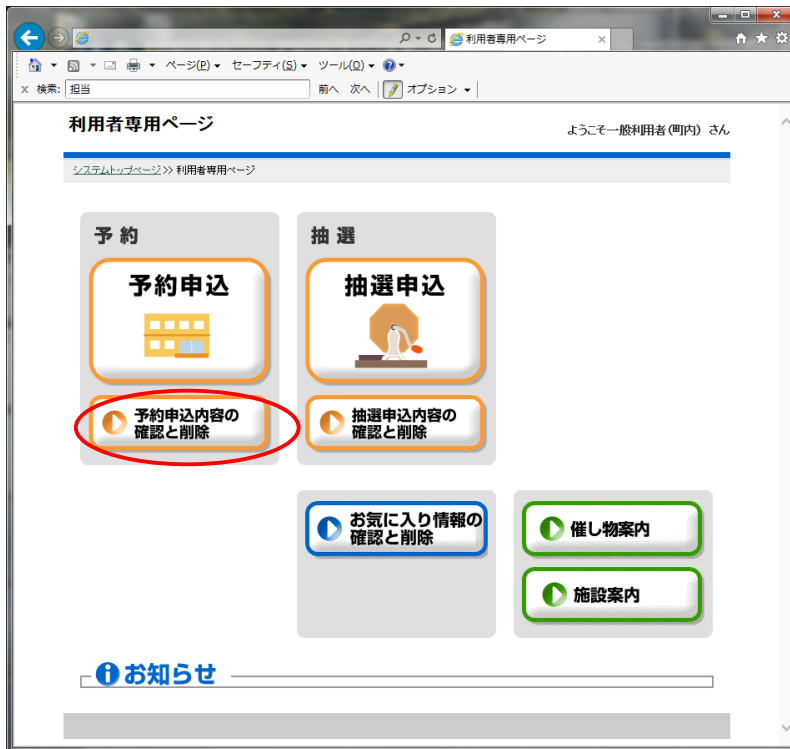 利用者専用ページ
ページ(P) セーフティ(S) ツール(O)
× 検索: 担当 前へ 次へ オプション
利用者専用ページ
ようこそ一般利用者(町内) さん
システムトップページ>> 利用者専用ページ
予約
抽選
予約申込
抽選申込
予約申込内容の
確認と削除
抽選申込内容の
確認と削除
お気に入り情報の
確認と削除
催し物案内
施設案内
お知らせ